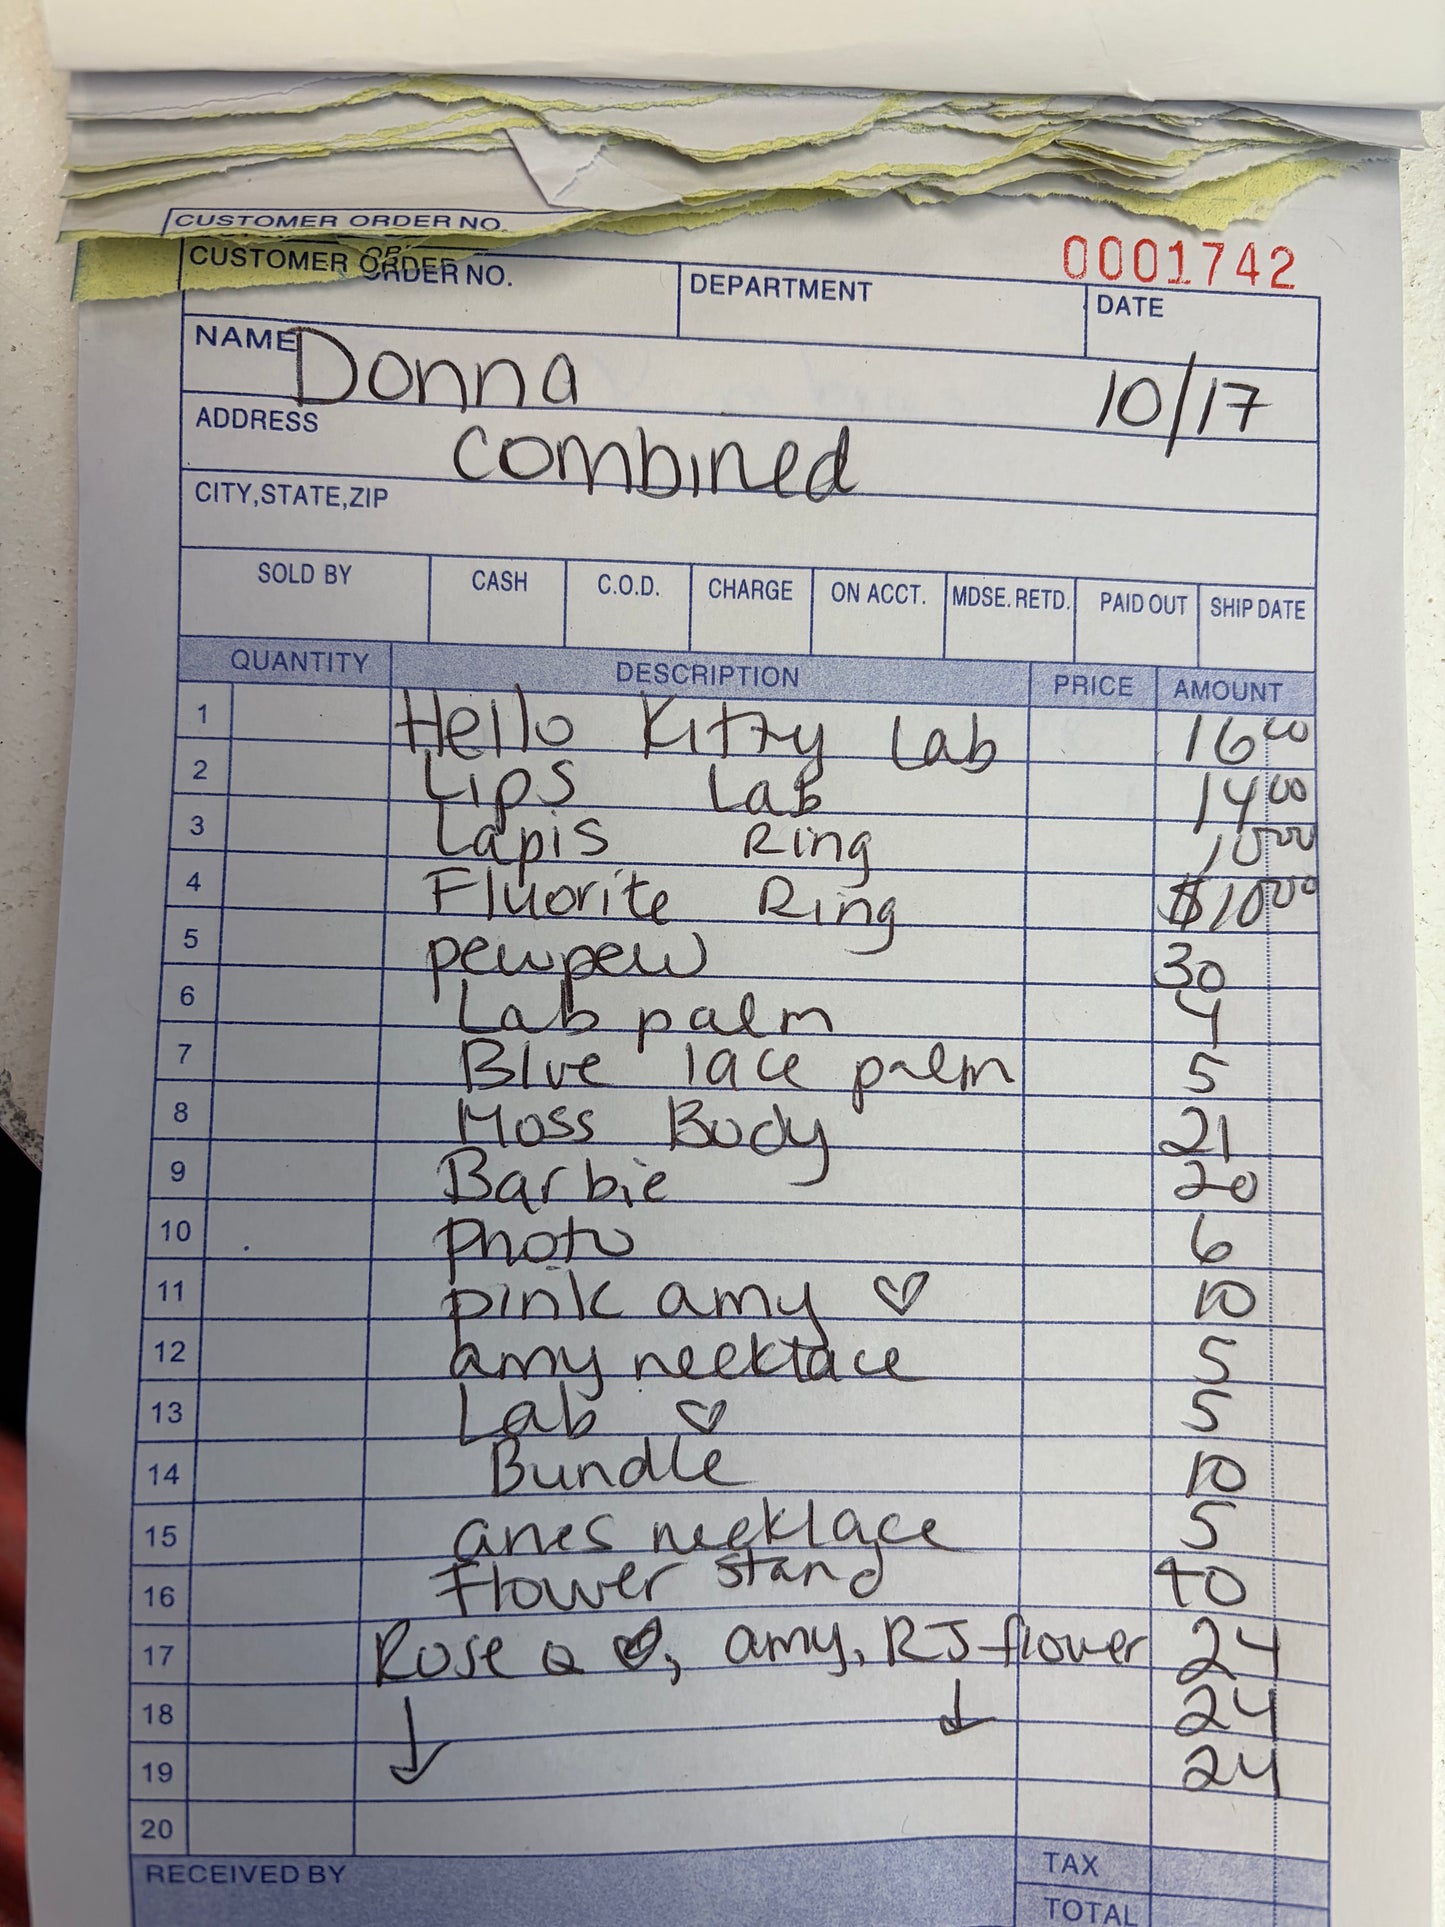 CUSTOMER ORDER NO.
0001742
CUSTOMER ORDER NO.
DEPARTMENT
DATE
NAME Donna
10/17
ADDRESS combined
CITY,STATE,ZIP
SOLD BY CASH C.O.D. CHARGE ON ACCT. MDSE. RETD. PAID OUT SHIP DATE
QUANTITY DESCRIPTION PRICE AMOUNT
1 Hello Kitty Lab 16 00
2 Lips Lab 14 00
3 Lapis Ring 10 00
4 Fluorite Ring $10 00
5 pewpew 30
6 Lab palm 4
7 Blue lace palm 5
8 Moss Body 21
9 Barbie 20
10 Photo 6
11 pink amy ♡ 10
12 amy necklace 5
13 Lab ♡ 5
14 Bundle 10
15 aries necklace 5
16 Flower stand 40
17 Rose Q ♡, amy, RJ flower 24
18 ↓ ↓ 24
19 24
20
RECEIVED BY
TAX
TOTAL